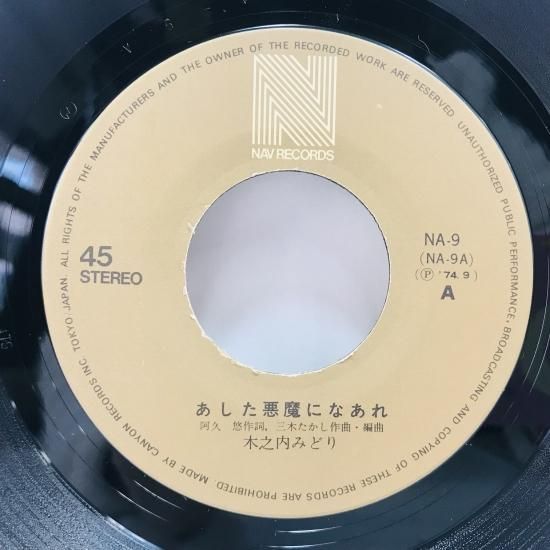 ALL RIGHTS OF THE MANUFACTURERS AND THE OWNER OF THE RECORDED WORK ARE RESERVED. UNAUTHORIZED PUBLIC PERFORMANCE, BROADCASTING AND COPYING OF THESE RECORDS ARE PROHIBITED. MADE BY CANYON RECORDS INC. TOKYO JAPAN.
N
NAV RECORDS
45
STEREO
NA-9
(NA-9A)
(Ⓟ '74.9)
A
あした悪魔になあれ
阿久 悠作詞, 三木たかし作曲・編曲
木之内みどり